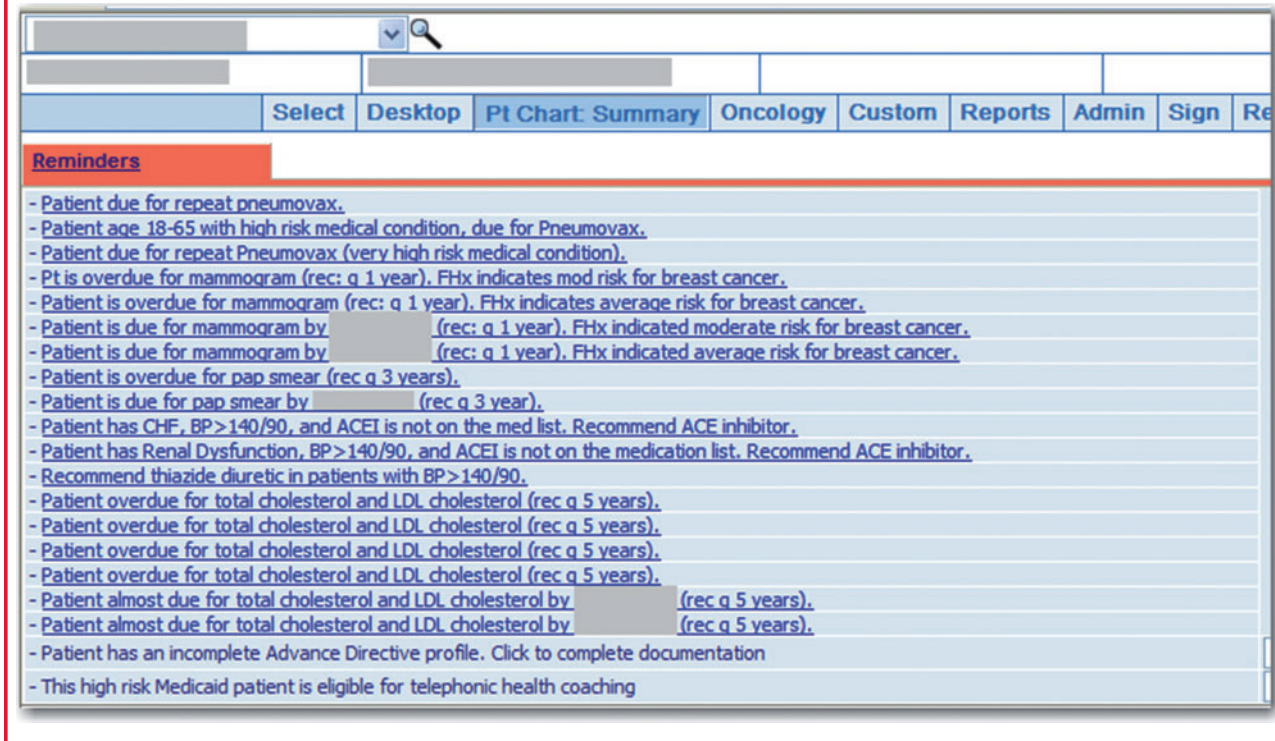 Select Desktop Pt Chart: Summary Oncology Custom Reports Admin Sign Re
Reminders
- Patient due for repeat pneumovax.
- Patient age 18-65 with high risk medical condition, due for Pneumovax.
- Patient due for repeat Pneumovax (very high risk medical condition).
- Pt is overdue for mammogram (rec: q 1 year). FHx indicates mod risk for breast cancer.
- Patient is overdue for mammogram (rec: q 1 year). FHx indicates average risk for breast cancer.
- Patient is due for mammogram by (rec: q 1 year). FHx indicated moderate risk for breast cancer.
- Patient is due for mammogram by (rec: q 1 year). FHx indicated average risk for breast cancer.
- Patient is overdue for pap smear (rec q 3 years).
- Patient is due for pap smear by (rec q 3 year).
- Patient has CHF, BP>140/90, and ACEI is not on the med list. Recommend ACE inhibitor.
- Patient has Renal Dysfunction, BP>140/90, and ACEI is not on the medication list. Recommend ACE inhibitor.
- Recommend thiazide diuretic in patients with BP>140/90.
- Patient overdue for total cholesterol and LDL cholesterol (rec q 5 years).
- Patient overdue for total cholesterol and LDL cholesterol (rec q 5 years).
- Patient overdue for total cholesterol and LDL cholesterol (rec q 5 years).
- Patient overdue for total cholesterol and LDL cholesterol (rec q 5 years).
- Patient almost due for total cholesterol and LDL cholesterol by (rec q 5 years).
- Patient almost due for total cholesterol and LDL cholesterol by (rec q 5 years).
- Patient has an incomplete Advance Directive profile. Click to complete documentation
- This high risk Medicaid patient is eligible for telephonic health coaching